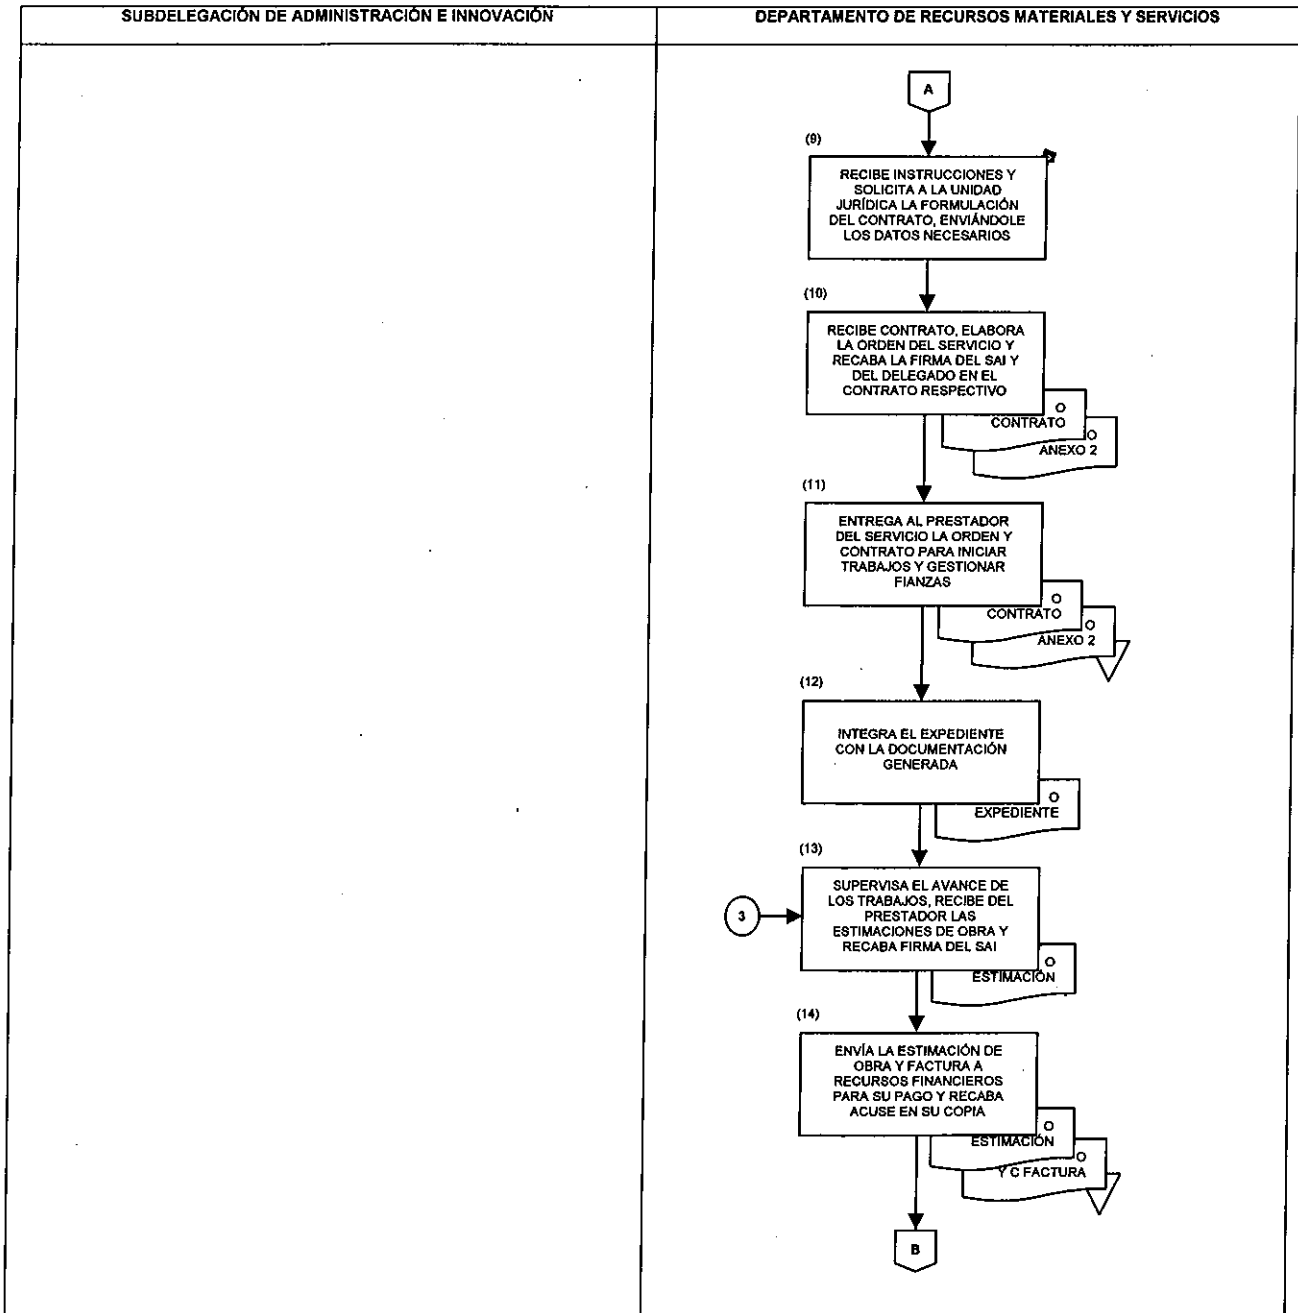 SUBDELEGACIÓN DE ADMINISTRACIÓN E INNOVACIÓN
DEPARTAMENTO DE RECURSOS MATERIALES Y SERVICIOS
A
(9)
RECIBE INSTRUCCIONES Y
SOLICITA A LA UNIDAD
JURÍDICA LA FORMULACIÓN
DEL CONTRATO, ENVIÁNDOLE
LOS DATOS NECESARIOS
(10)
RECIBE CONTRATO, ELABORA
LA ORDEN DEL SERVICIO Y
RECABA LA FIRMA DEL SAI Y
DEL DELEGADO EN EL
CONTRATO RESPECTIVO
O
CONTRATO
O
ANEXO 2
(11)
ENTREGA AL PRESTADOR
DEL SERVICIO LA ORDEN Y
CONTRATO PARA INICIAR
TRABAJOS Y GESTIONAR
FIANZAS
O
CONTRATO
O
ANEXO 2
(12)
INTEGRA EL EXPEDIENTE
CON LA DOCUMENTACIÓN
GENERADA
O
EXPEDIENTE
(13)
3
SUPERVISA EL AVANCE DE
LOS TRABAJOS, RECIBE DEL
PRESTADOR LAS
ESTIMACIONES DE OBRA Y
RECABA FIRMA DEL SAI
O
ESTIMACIÓN
(14)
ENVÍA LA ESTIMACIÓN DE
OBRA Y FACTURA A
RECURSOS FINANCIEROS
PARA SU PAGO Y RECABA
ACUSE EN SU COPIA
O
ESTIMACIÓN
O
Y C FACTURA
B